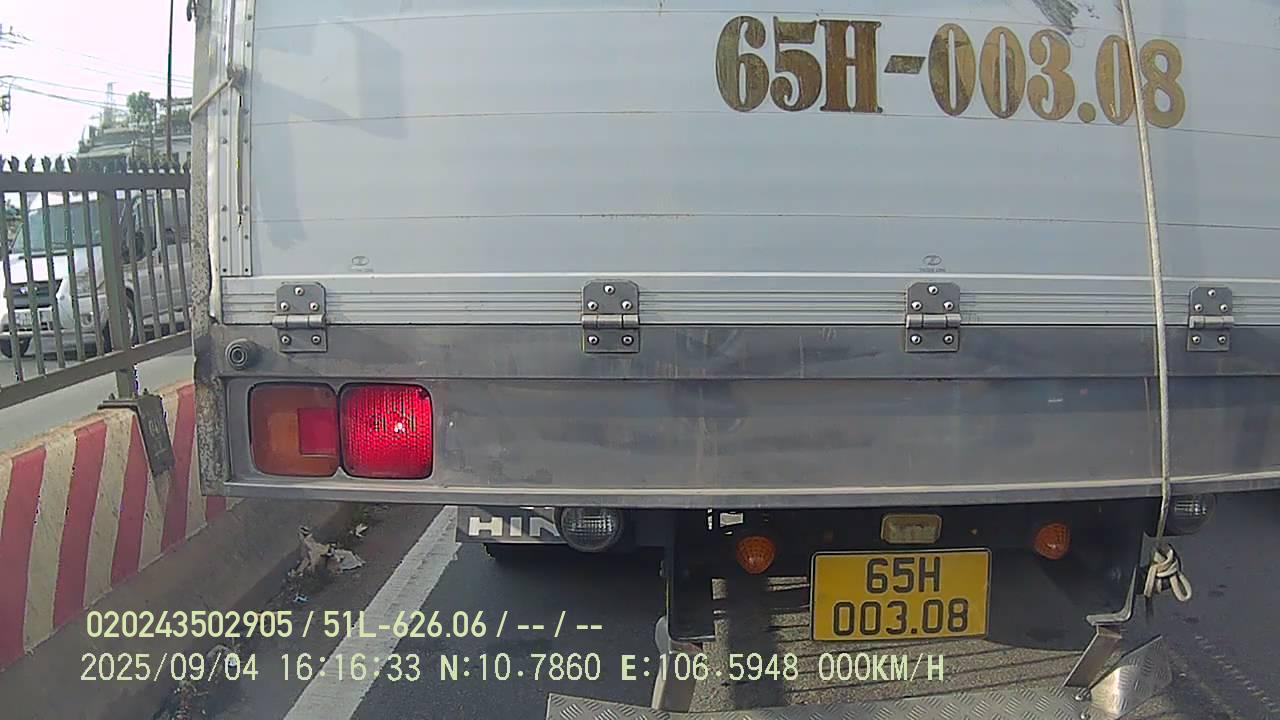 65H-003.08
HIN
65H
003.08
020243502905 / 51L-626.06 / -- / --
2025/09/04 16:16:33 N:10.7860 E:106.5948 000KM/H